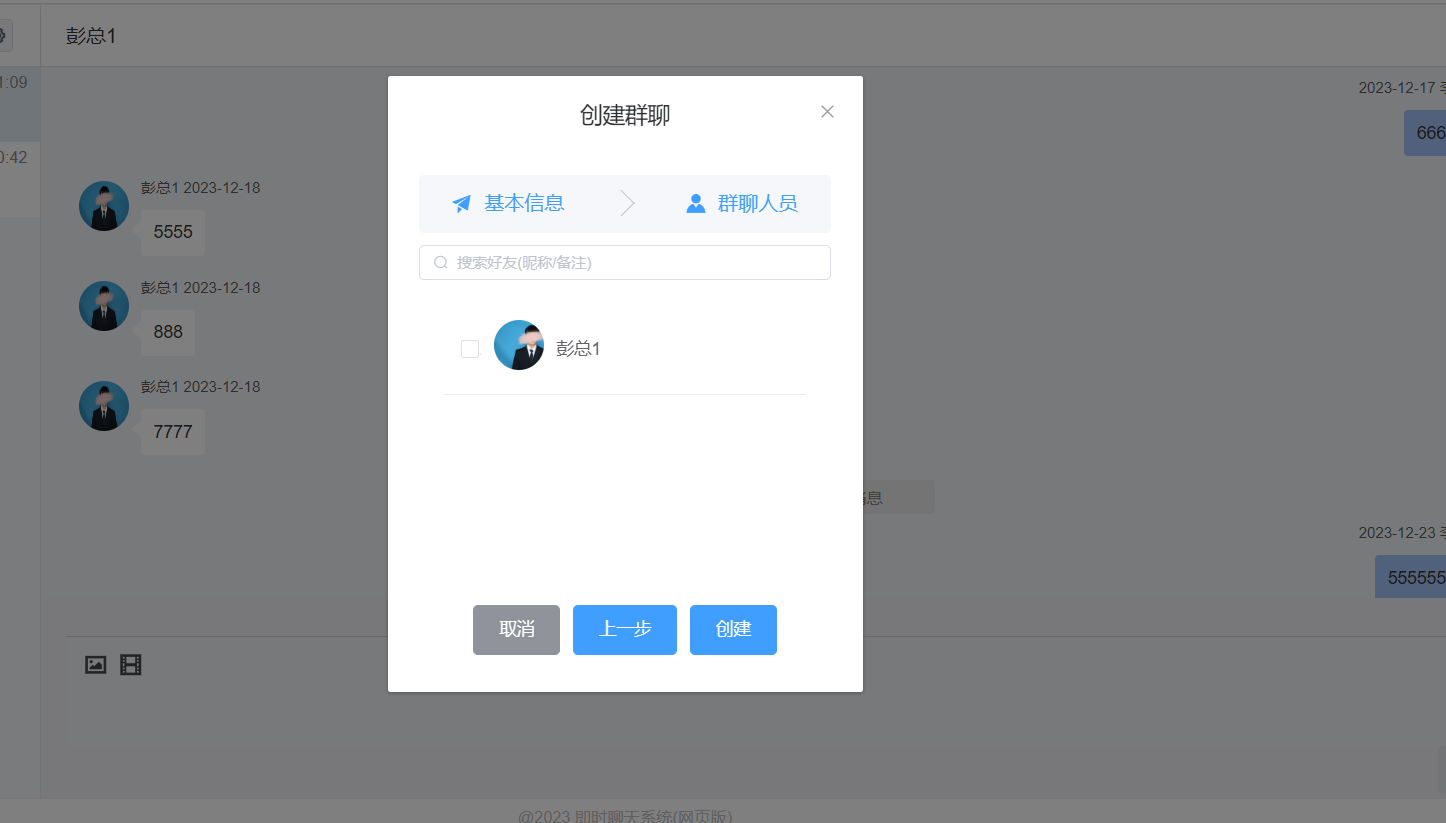 彭总1
1:09
0:42
2023-12-17
666
彭总1 2023-12-18
5555
彭总1 2023-12-18
888
彭总1 2023-12-18
7777
创建群聊
基本信息
群聊人员
搜索好友(昵称/备注)
彭总1
取消
上一步
创建
息
2023-12-23
555555
@2023 即时聊天系统(网页版)